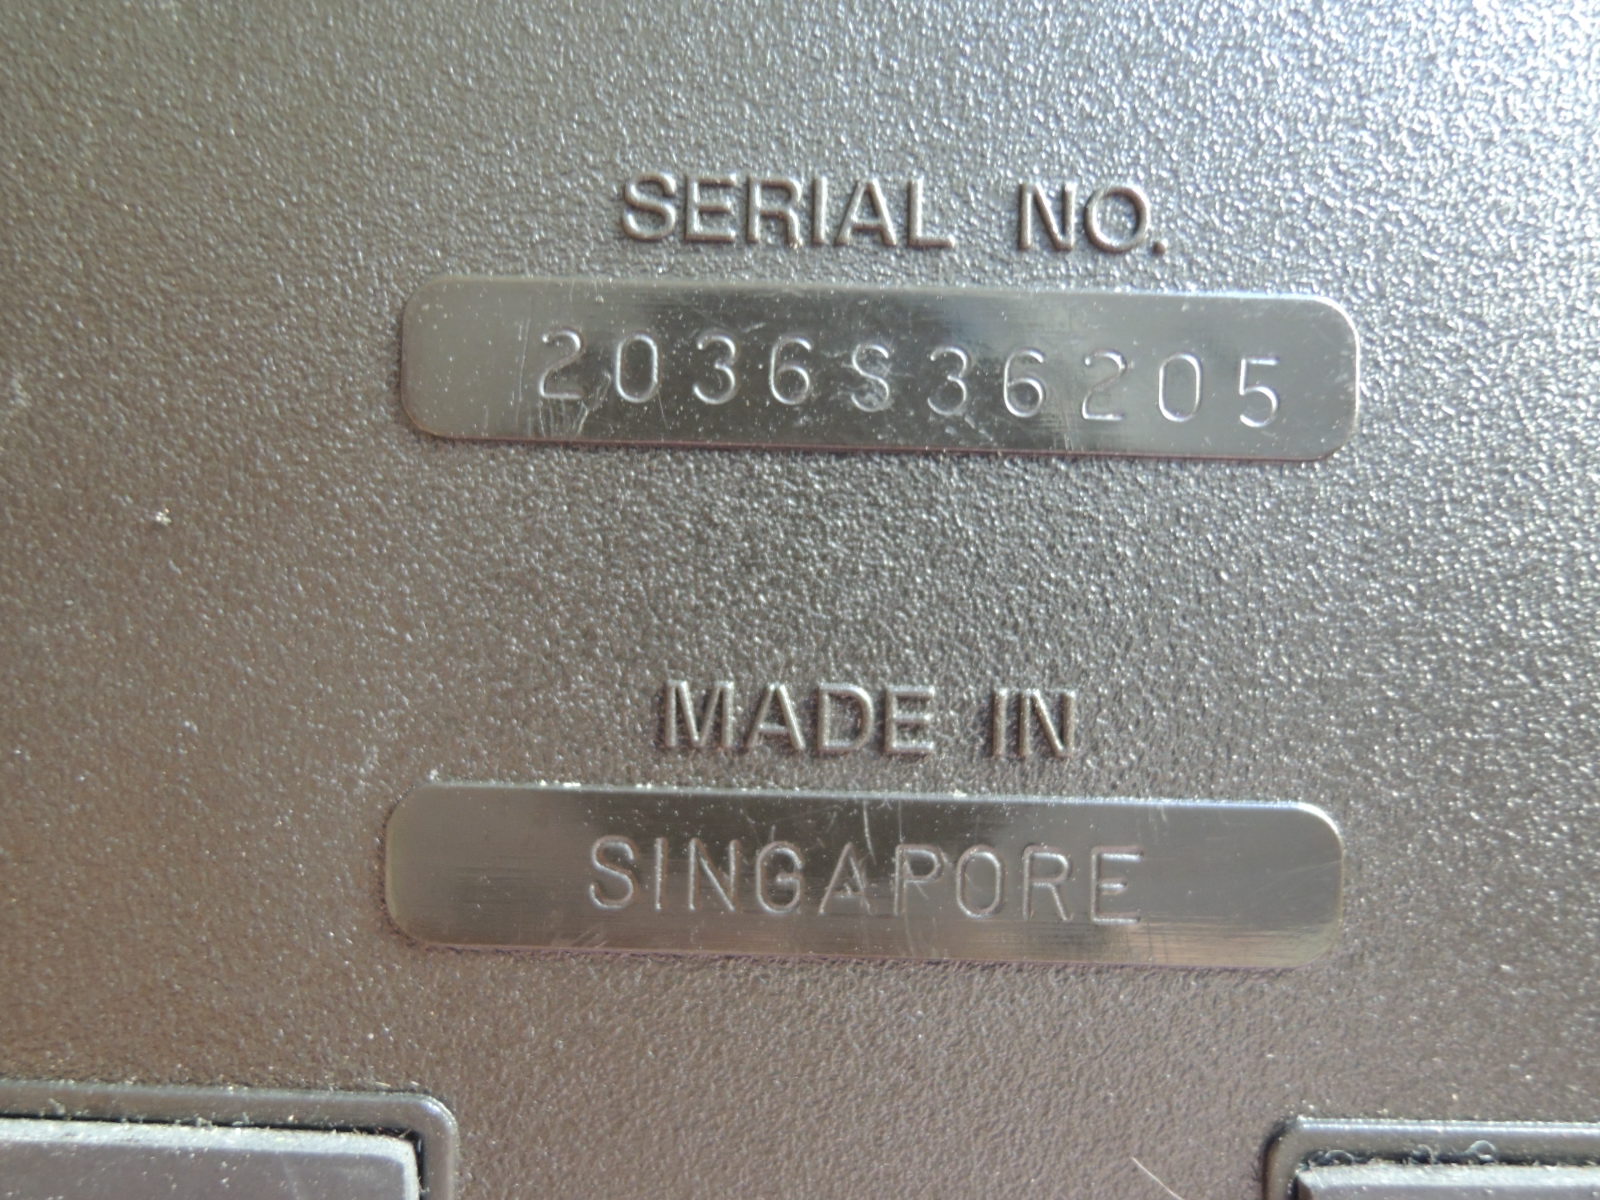 SERIAL NO.
2036S36205
MADE IN
SINGAPORE